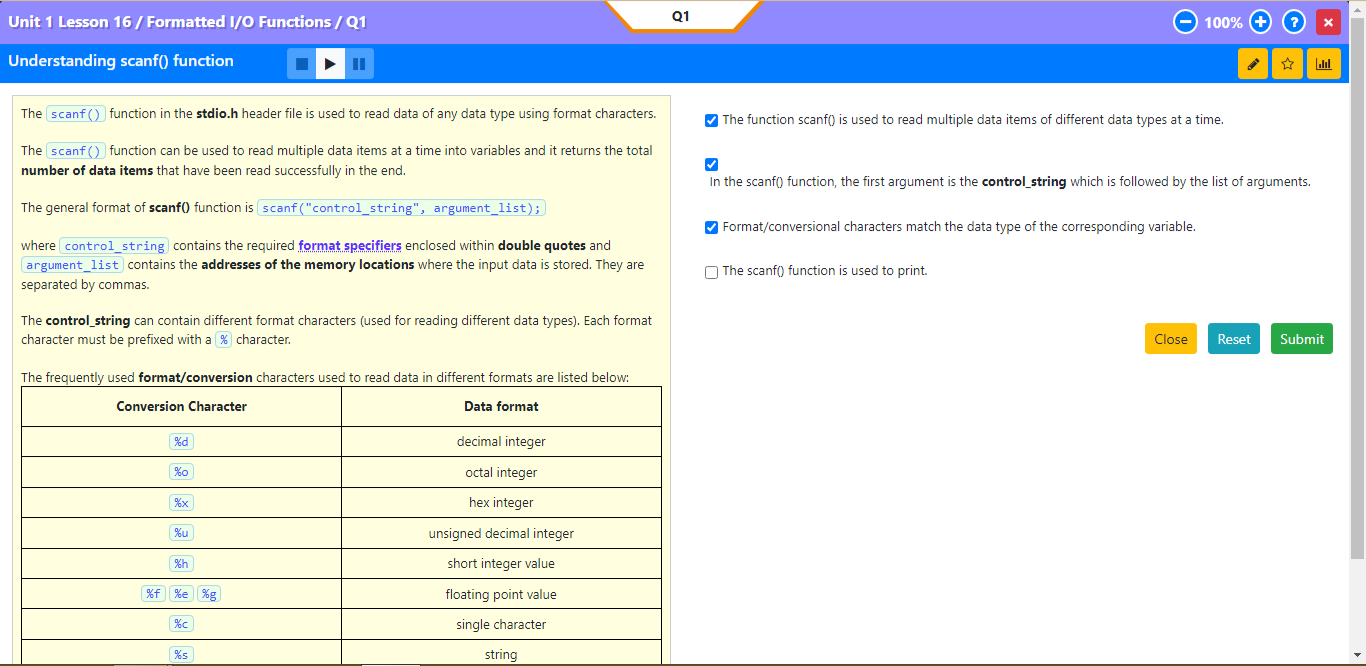 Unit 1 Lesson 16 / Formatted I/O Functions / Q1
Q1
100%
Understanding scanf() function
The scanf() function in the stdio.h header file is used to read data of any data type using format characters.
The scanf() function can be used to read multiple data items at a time into variables and it returns the total
number of data items that have been read successfully in the end.
The general format of scanf() function is scanf("control_string", argument_list);
where control_string contains the required format specifiers enclosed within double quotes and
argument_list contains the addresses of the memory locations where the input data is stored. They are
separated by commas.
The control_string can contain different format characters (used for reading different data types). Each format
character must be prefixed with a % character.
The frequently used format/conversion characters used to read data in different formats are listed below:
Conversion Character Data format
%d decimal integer
%o octal integer
%x hex integer
%u unsigned decimal integer
%h short integer value
%f %e %g floating point value
%c single character
%s string
The function scanf() is used to read multiple data items of different data types at a time.
In the scanf() function, the first argument is the control_string which is followed by the list of arguments.
Format/conversional characters match the data type of the corresponding variable.
The scanf() function is used to print.
Close Reset Submit